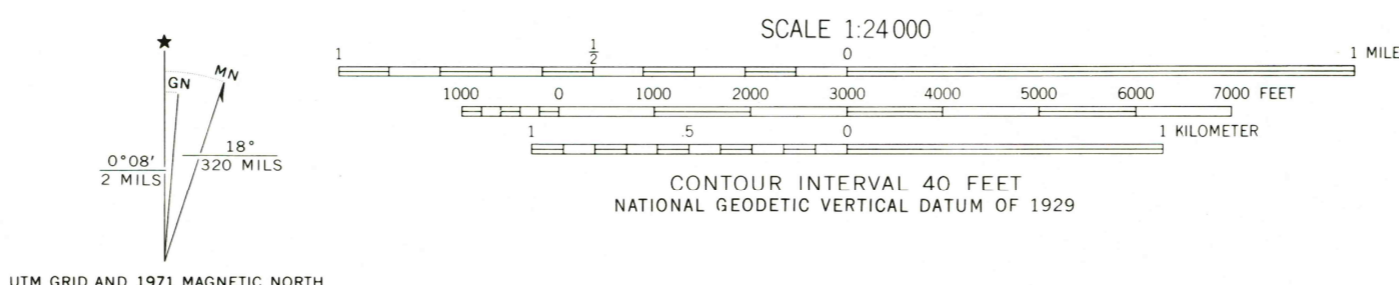 ★
GN
MN
0°08'
2 MILS
18°
320 MILS
UTM GRID AND 1971 MAGNETIC NORTH
SCALE 1:24 000
1 1/2 0 1 MILE
1000 0 1000 2000 3000 4000 5000 6000 7000 FEET
1 .5 0 1 KILOMETER
CONTOUR INTERVAL 40 FEET
NATIONAL GEODETIC VERTICAL DATUM OF 1929